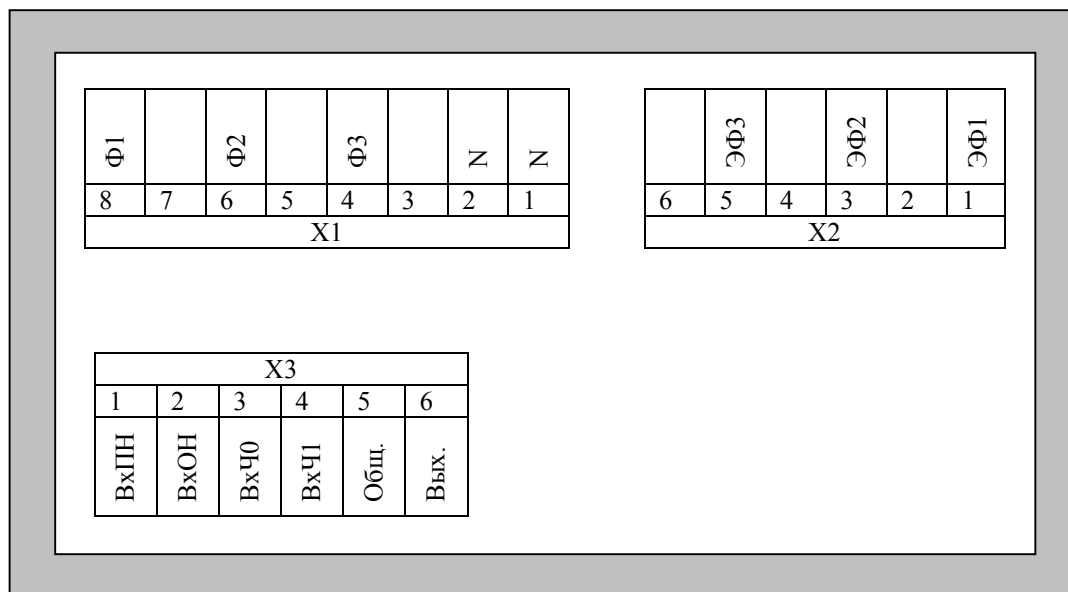 Ф1 Ф2 Ф3 N N
8 7 6 5 4 3 2 1
X1
ЭФ3 ЭФ2 ЭФ1
6 5 4 3 2 1
X2
X3
1 2 3 4 5 6
ВхПН ВхОН ВхЧ0 ВхЧ1 Общ. Вых.